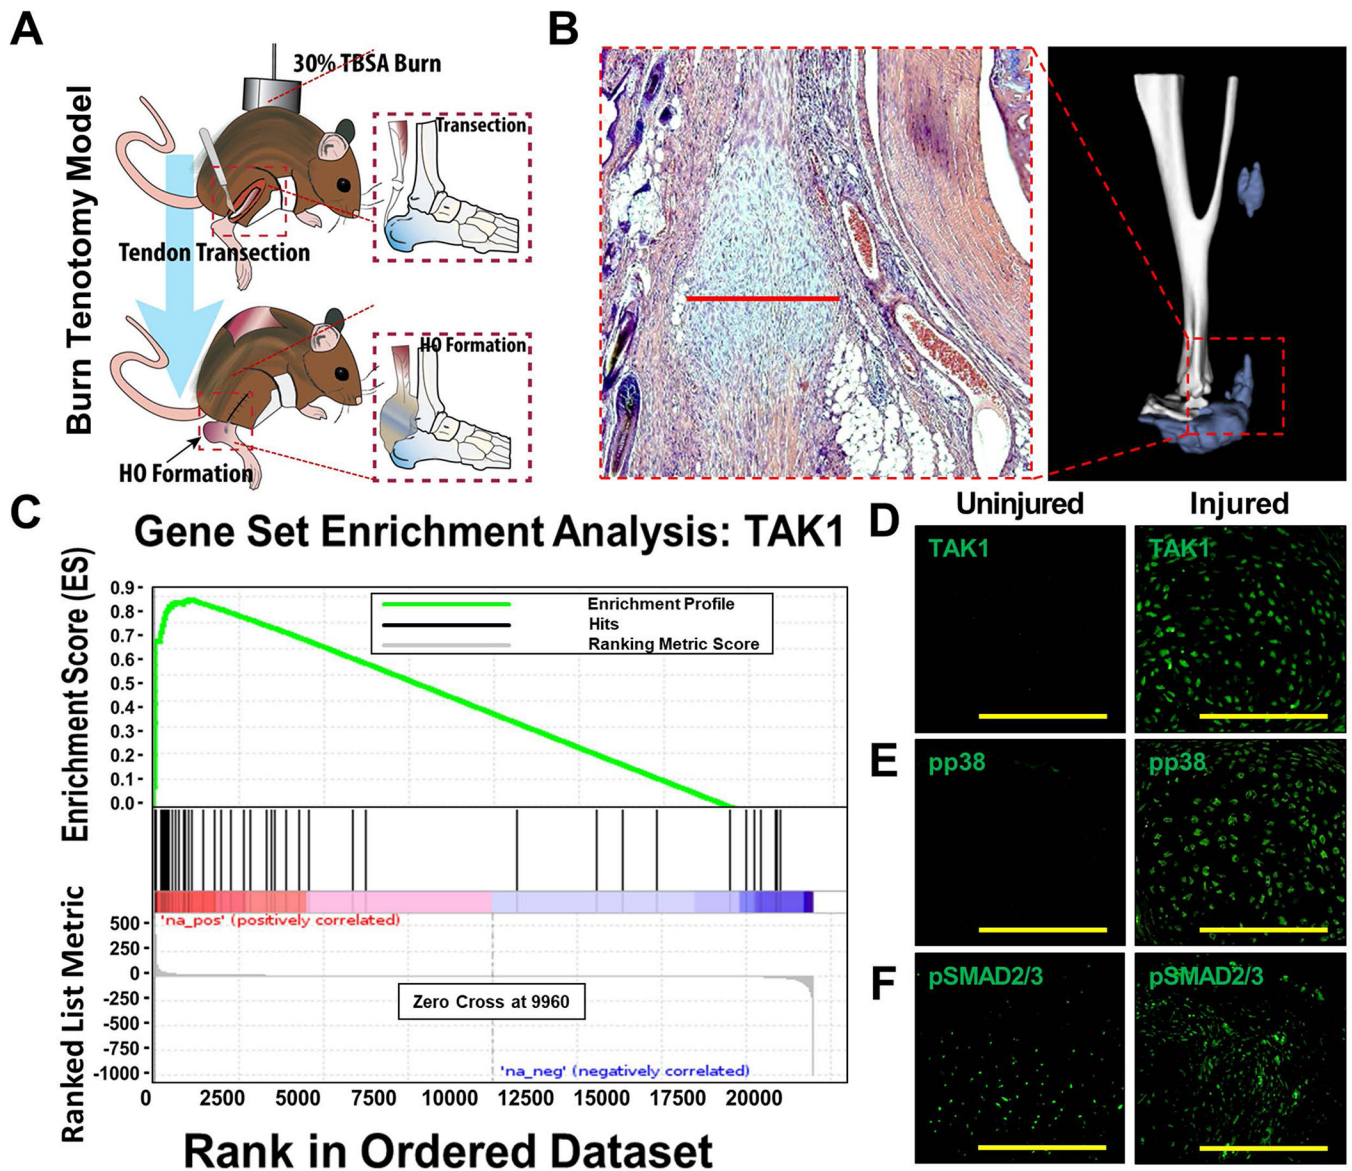 A
Burn Tenotomy Model
30% TBSA Burn
Transection
Tendon Transection
HO Formation
HO Formation
B
C
Gene Set Enrichment Analysis: TAK1
Enrichment Score (ES)
0.9
0.8
0.7
0.6
0.5
0.4
0.3
0.2
0.1
0.0
Enrichment Profile
Hits
Ranking Metric Score
Ranked List Metric
'na_pos' (positively correlated)
500
250
0
-250
-500
-750
-1000
Zero Cross at 9960
'na_neg' (negatively correlated)
0 2500 5000 7500 10000 12500 15000 17500 20000
Rank in Ordered Dataset
Uninjured Injured
D
TAK1 TAK1
E
pp38 pp38
F
pSMAD2/3 pSMAD2/3